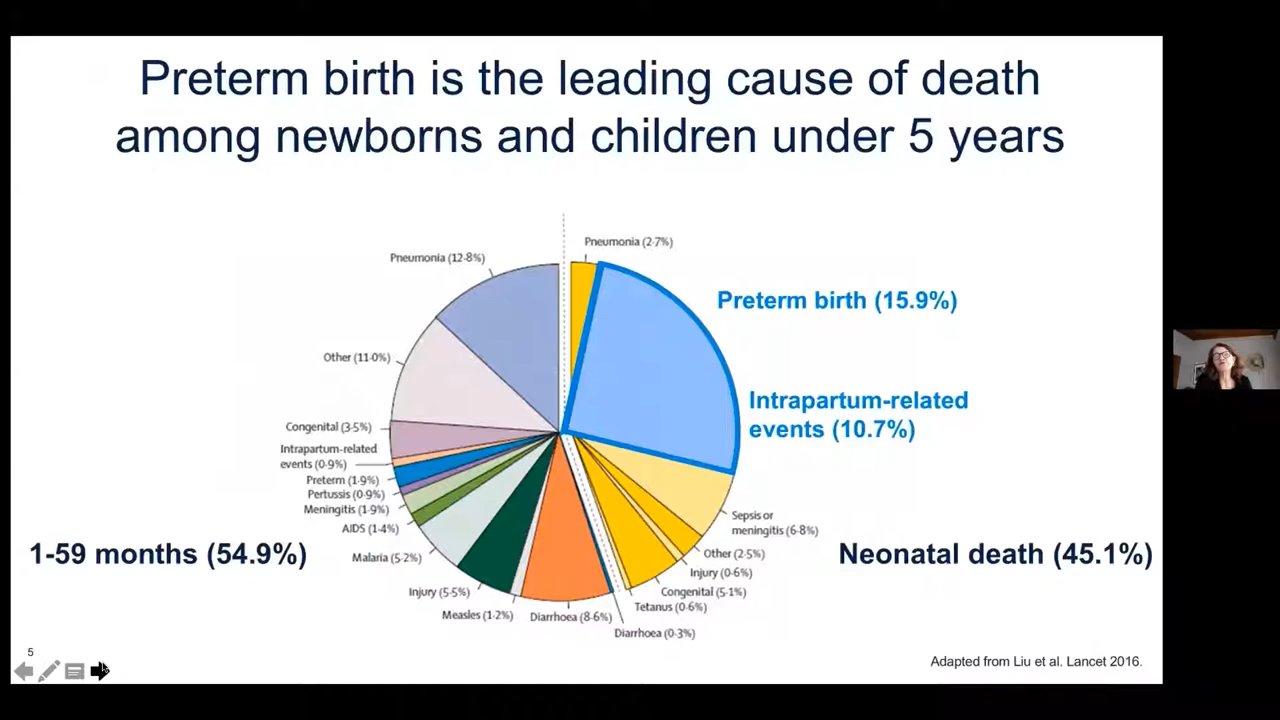 Preterm birth is the leading cause of death
among newborns and children under 5 years
Pneumonia (2·7%)
Pneumonia (12·8%)
Preterm birth (15.9%)
Other (11·0%)
Intrapartum-related
events (10.7%)
Congenital (3·5%)
Intrapartum-related
events (0·9%)
Preterm (1·9%)
Pertussis (0·9%)
Meningitis (1·9%)
AIDS (1·4%)
Malaria (5·2%)
Injury (5·5%)
Measles (1·2%)
Diarrhoea (8·6%)
Diarrhoea (0·3%)
Tetanus (0·6%)
Congenital (5·1%)
Injury (0·6%)
Other (2·5%)
Sepsis or
meningitis (6·8%)
1-59 months (54.9%)
Neonatal death (45.1%)
5
Adapted from Liu et al. Lancet 2016.